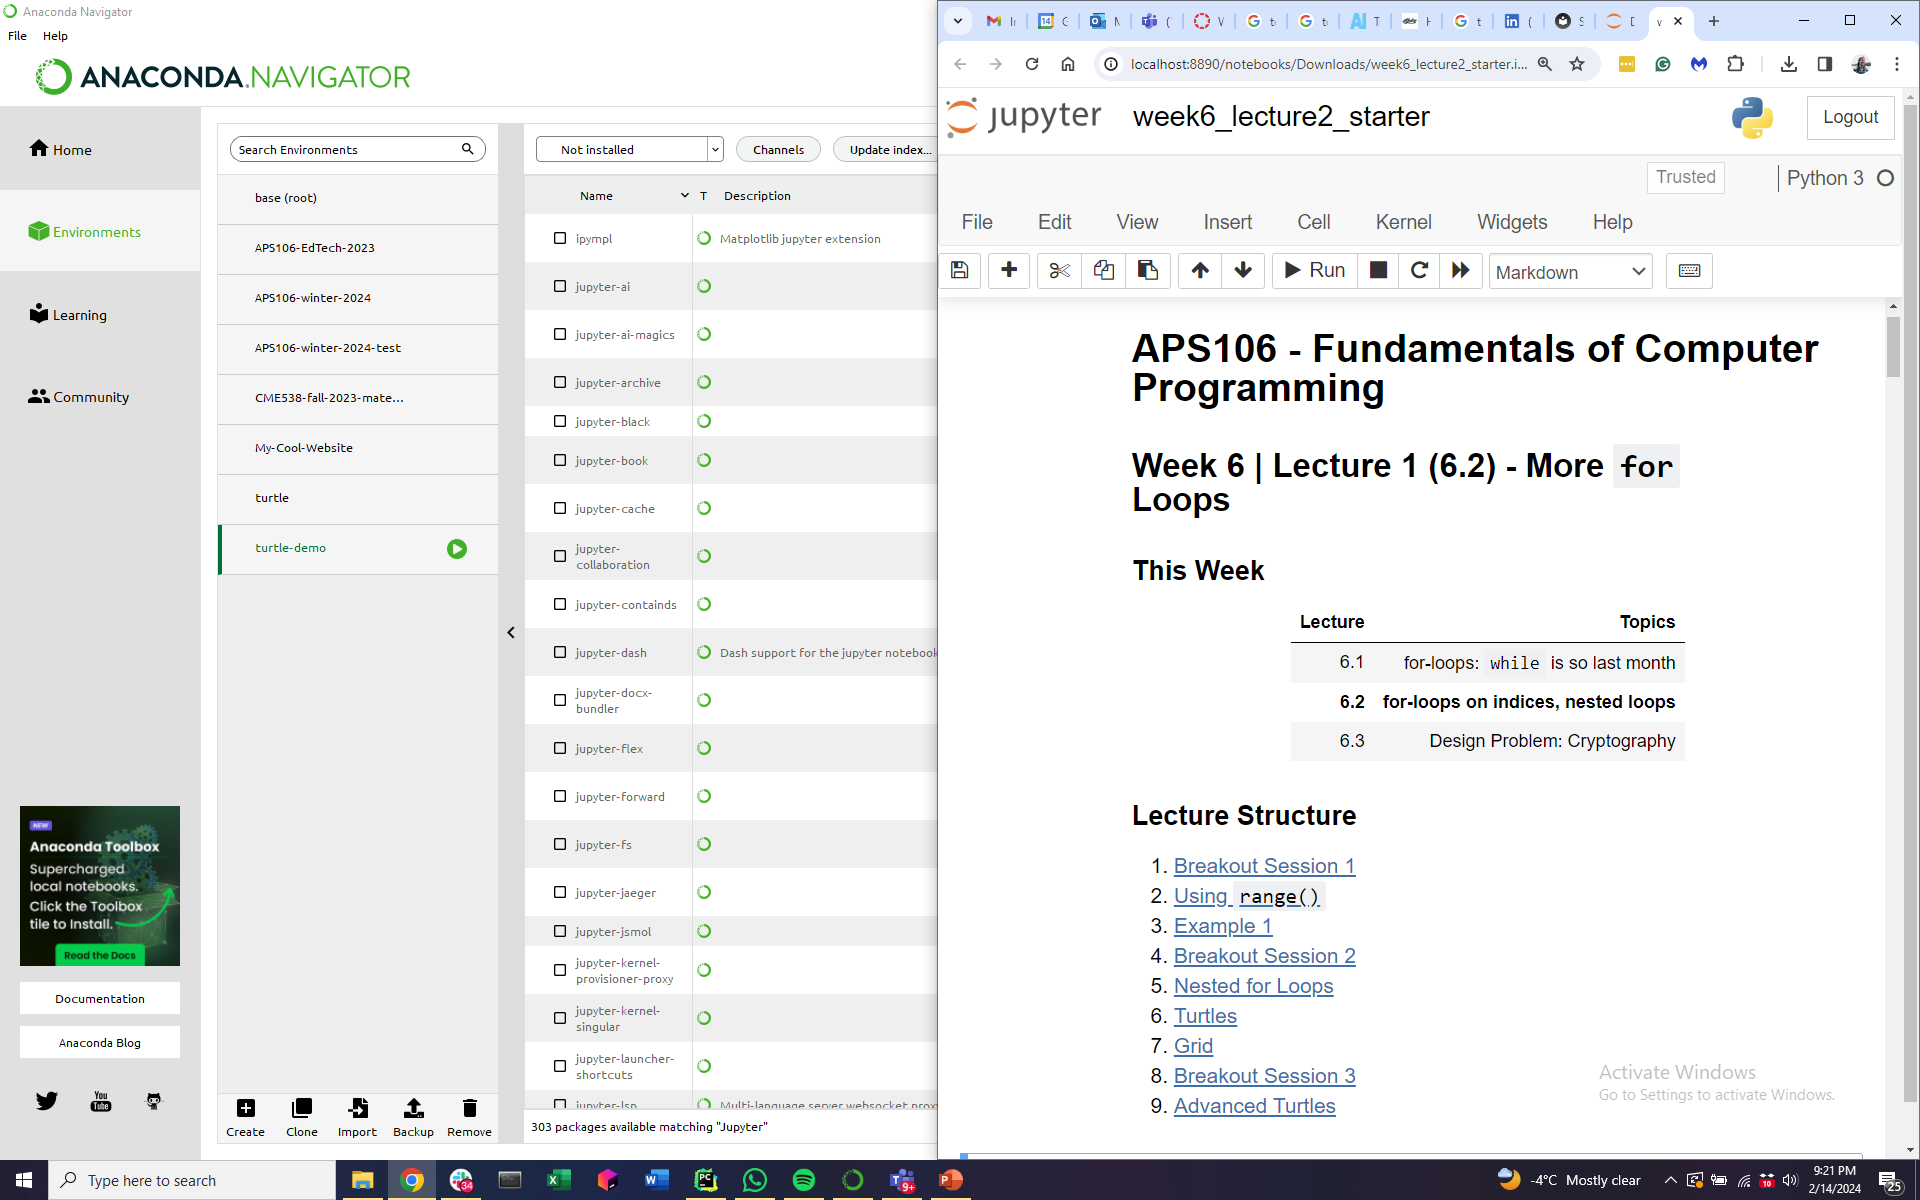 Anaconda Navigator
File Help
ANACONDA.NAVIGATOR
Home
Environments
Learning
Community
NEW
Anaconda Toolbox
Supercharged
local notebooks.
Click the Toolbox
tile to Install.
Read the Docs
Documentation
Anaconda Blog
You
Tube
Search Environments
base (root)
APS106-EdTech-2023
APS106-winter-2024
APS106-winter-2024-test
CME538-fall-2023-mate...
My-Cool-Website
turtle
turtle-demo
Create Clone Import Backup Remove
Not installed Channels Update index...
Name T Description
ipympl Matplotlib jupyter extension
jupyter-ai
jupyter-ai-magics
jupyter-archive
jupyter-black
jupyter-book
jupyter-cache
jupyter-
collaboration
jupyter-containds
jupyter-dash Dash support for the jupyter notebook
jupyter-docx-
bundler
jupyter-flex
jupyter-forward
jupyter-fs
jupyter-jaeger
jupyter-jsmol
jupyter-kernel-
provisioner-proxy
jupyter-kernel-
singular
jupyter-launcher-
shortcuts
jupyter-lsp Multi-language server websocket proxy
303 packages available matching "Jupyter"
localhost:8890/notebooks/Downloads/week6_lecture2_starter.i...
jupyter week6_lecture2_starter Logout
Trusted Python 3
File Edit View Insert Cell Kernel Widgets Help
Run Markdown
APS106 - Fundamentals of Computer
Programming
Week 6 | Lecture 1 (6.2) - More for
Loops
This Week
Lecture Topics
6.1 for-loops: while is so last month
6.2 for-loops on indices, nested loops
6.3 Design Problem: Cryptography
Lecture Structure
1. Breakout Session 1
2. Using range()
3. Example 1
4. Breakout Session 2
5. Nested for Loops
6. Turtles
7. Grid
8. Breakout Session 3
9. Advanced Turtles
Activate Windows
Go to Settings to activate Windows.
Type here to search
-4°C Mostly clear
9:21 PM
2/14/2024
25